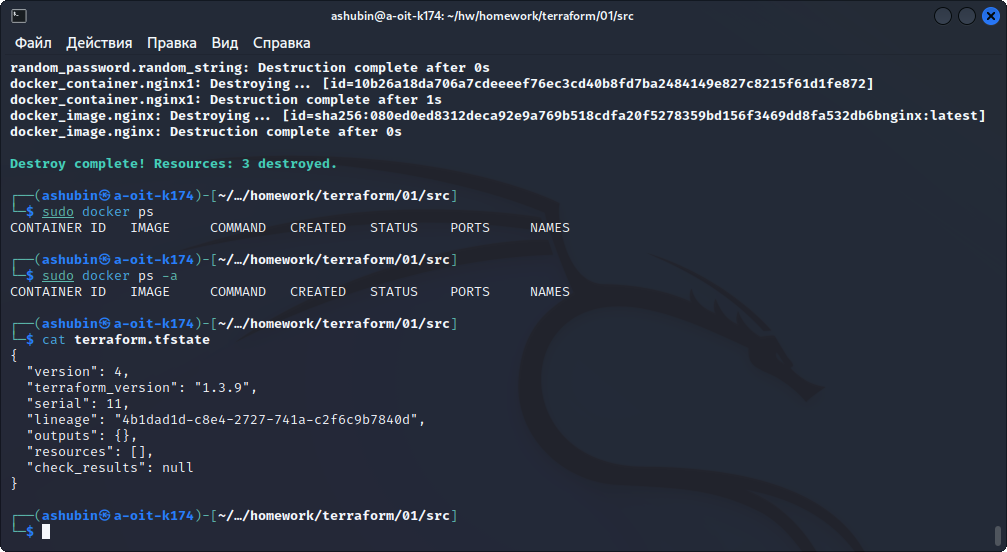 ashubin@a-oit-k174: ~/hw/homework/terraform/01/src
Файл Действия Правка Вид Справка
random_password.random_string: Destruction complete after 0s
docker_container.nginx1: Destroying... [id=10b26a18da706a7cdeeeef76ec3cd40b8fd7ba2484149e827c8215f61d1fe872]
docker_container.nginx1: Destruction complete after 1s
docker_image.nginx: Destroying... [id=sha256:080ed0ed8312deca92e9a769b518cdfa20f5278359bd156f3469dd8fa532db6bnginx:latest]
docker_image.nginx: Destruction complete after 0s
Destroy complete! Resources: 3 destroyed.
┌──(ashubin㉿a-oit-k174)-[~/…/homework/terraform/01/src]
└─$ sudo docker ps
CONTAINER ID   IMAGE     COMMAND   CREATED   STATUS    PORTS     NAMES
┌──(ashubin㉿a-oit-k174)-[~/…/homework/terraform/01/src]
└─$ sudo docker ps -a
CONTAINER ID   IMAGE     COMMAND   CREATED   STATUS    PORTS     NAMES
┌──(ashubin㉿a-oit-k174)-[~/…/homework/terraform/01/src]
└─$ cat terraform.tfstate
{
  "version": 4,
  "terraform_version": "1.3.9",
  "serial": 11,
  "lineage": "4b1dad1d-c8e4-2727-741a-c2f6c9b7840d",
  "outputs": {},
  "resources": [],
  "check_results": null
}
┌──(ashubin㉿a-oit-k174)-[~/…/homework/terraform/01/src]
└─$